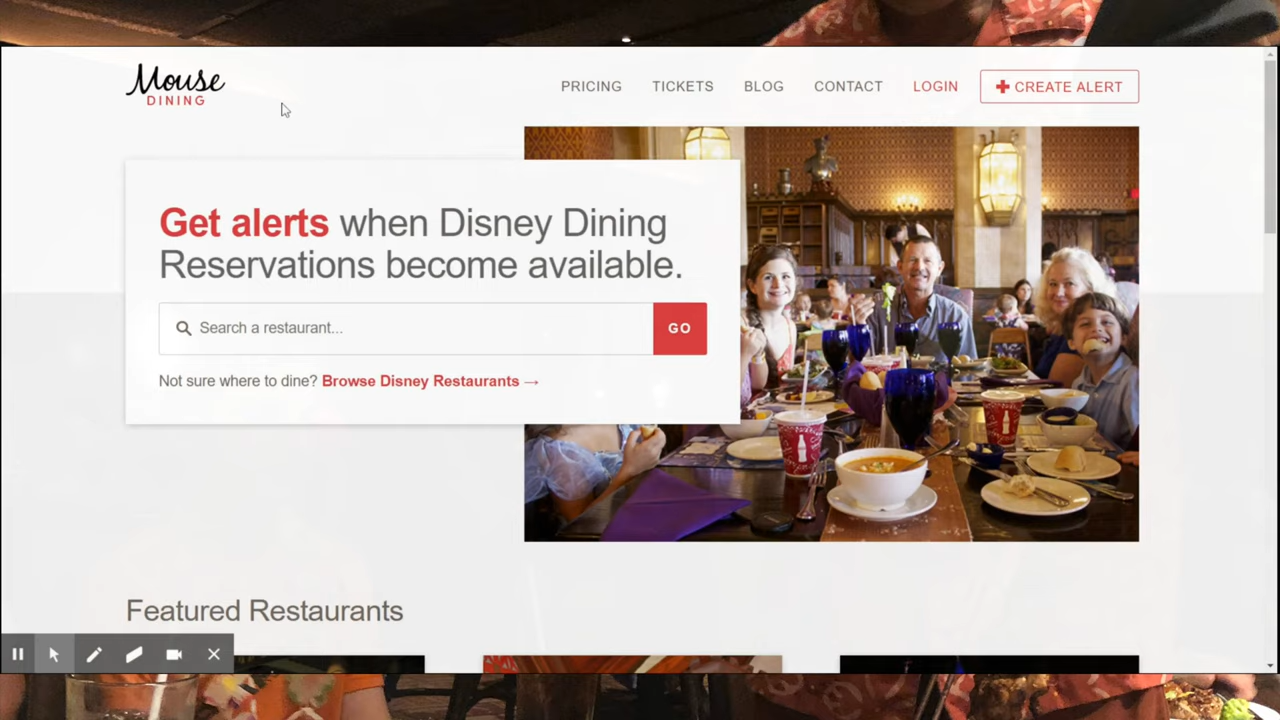 Mouse
DINING
PRICING
TICKETS
BLOG
CONTACT
LOGIN
CREATE ALERT
Get alerts when Disney Dining
Reservations become available.
Search a restaurant...
GO
Not sure where to dine? Browse Disney Restaurants →
Featured Restaurants